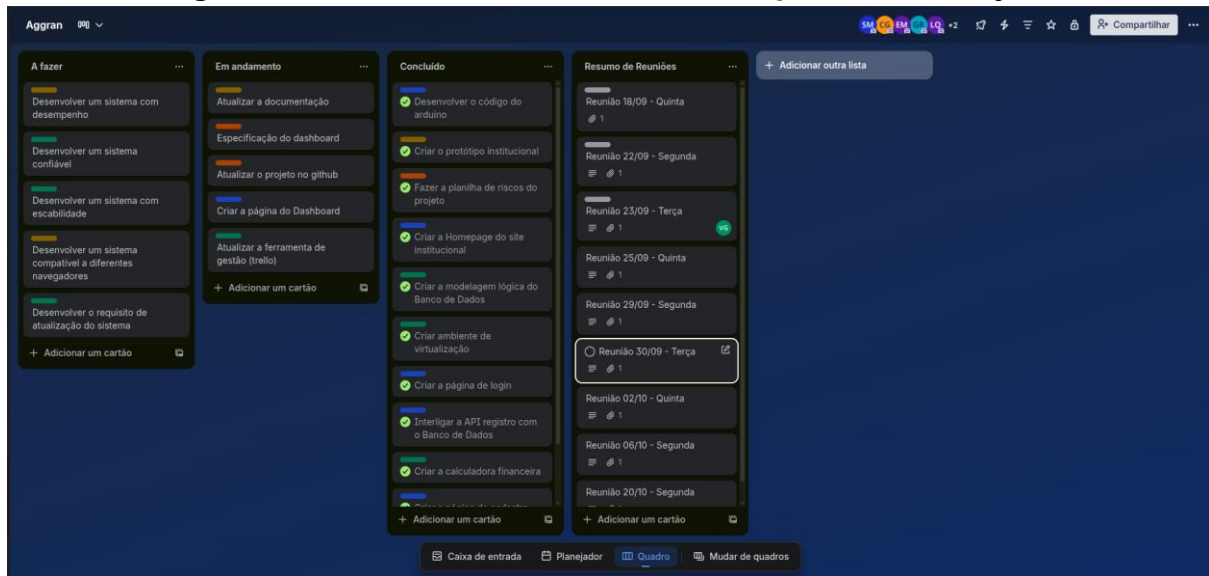 Aggran
SM CG EM GR LQ +2
Compartilhar
A fazer
Desenvolver um sistema com
desempenho
Desenvolver um sistema
confiável
Desenvolver um sistema com
escabilidade
Desenvolver um sistema
compatível a diferentes
navegadores
Desenvolver o requisito de
atualização do sistema
+ Adicionar um cartão
Em andamento
Atualizar a documentação
Especificação do dashboard
Atualizar o projeto no github
Criar a página do Dashboard
Atualizar a ferramenta de
gestão (trello)
+ Adicionar um cartão
Concluído
Desenvolver o código do
arduino
Criar o protótipo institucional
Fazer a planilha de riscos do
projeto
Criar a Homepage do site
institucional
Criar a modelagem lógica do
Banco de Dados
Criar ambiente de
virtualização
Criar a página de login
Interligar a API registro com
o Banco de Dados
Criar a calculadora financeira
+ Adicionar um cartão
Resumo de Reuniões
Reunião 18/09 - Quinta
1
Reunião 22/09 - Segunda
1
Reunião 23/09 - Terça
1
VG
Reunião 25/09 - Quinta
1
Reunião 29/09 - Segunda
1
Reunião 30/09 - Terça
1
Reunião 02/10 - Quinta
1
Reunião 06/10 - Segunda
1
Reunião 20/10 - Segunda
+ Adicionar um cartão
+ Adicionar outra lista
Caixa de entrada
Planejador
Quadro
Mudar de quadros